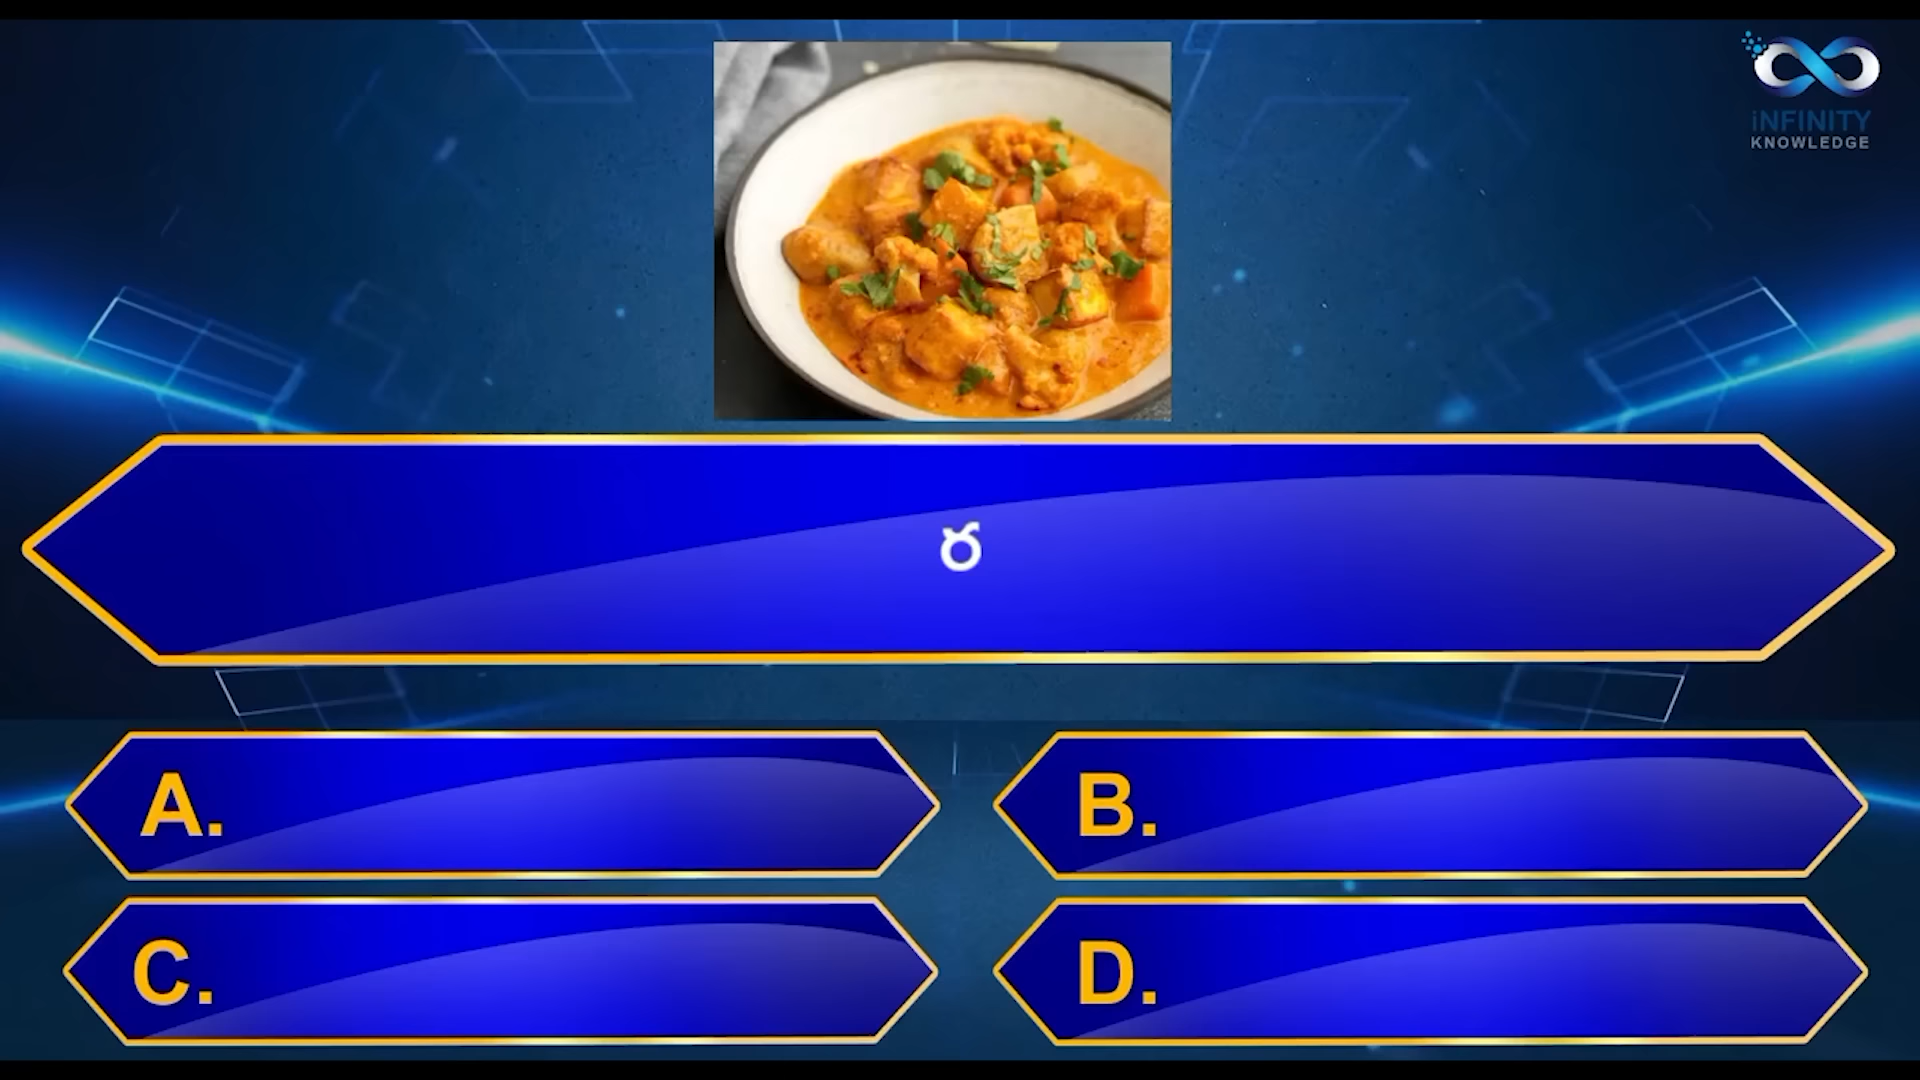 iNFINITY
KNOWLEDGE
ర
A.
B.
C.
D.